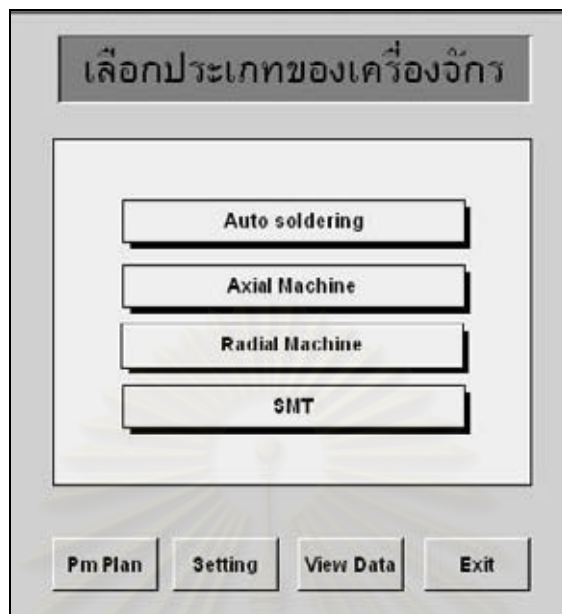 เลือกประเภทของเครื่องจักร
Auto soldering
Axial Machine
Radial Machine
SMT
Pm Plan Setting View Data Exit